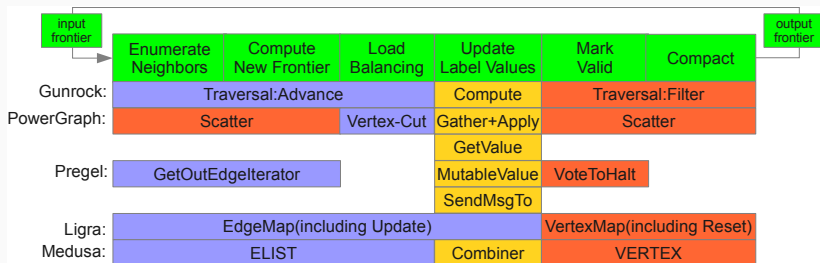 input
frontier
output
frontier
Enumerate
Neighbors
Compute
New Frontier
Load
Balancing
Update
Label Values
Mark
Valid
Compact
Gunrock:
Traversal:Advance
Compute
Traversal:Filter
PowerGraph:
Scatter
Vertex-Cut
Gather+Apply
Scatter
GetValue
Pregel:
GetOutEdgeIterator
MutableValue
VoteToHalt
SendMsgTo
Ligra:
EdgeMap(including Update)
VertexMap(including Reset)
Medusa:
ELIST
Combiner
VERTEX